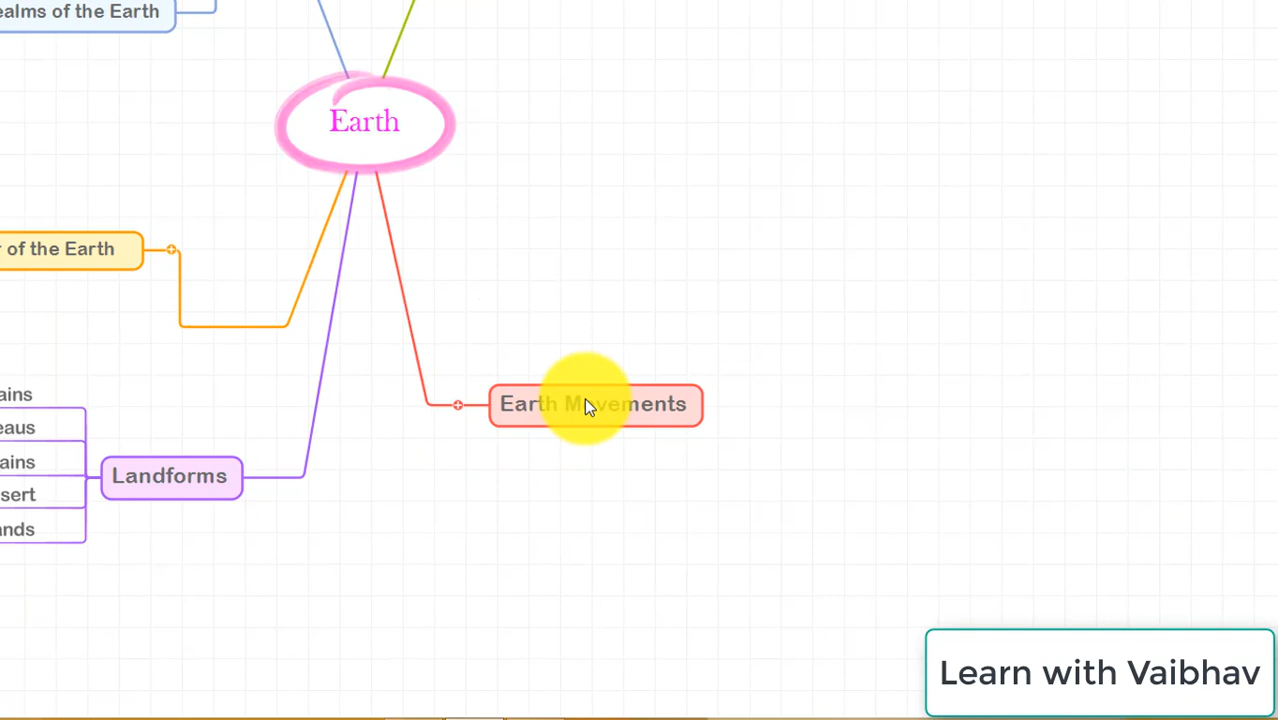 ealms of the Earth
Earth
of the Earth
Earth Movements
ains
eaus
ains
sert
ands
Landforms
Learn with Vaibhav